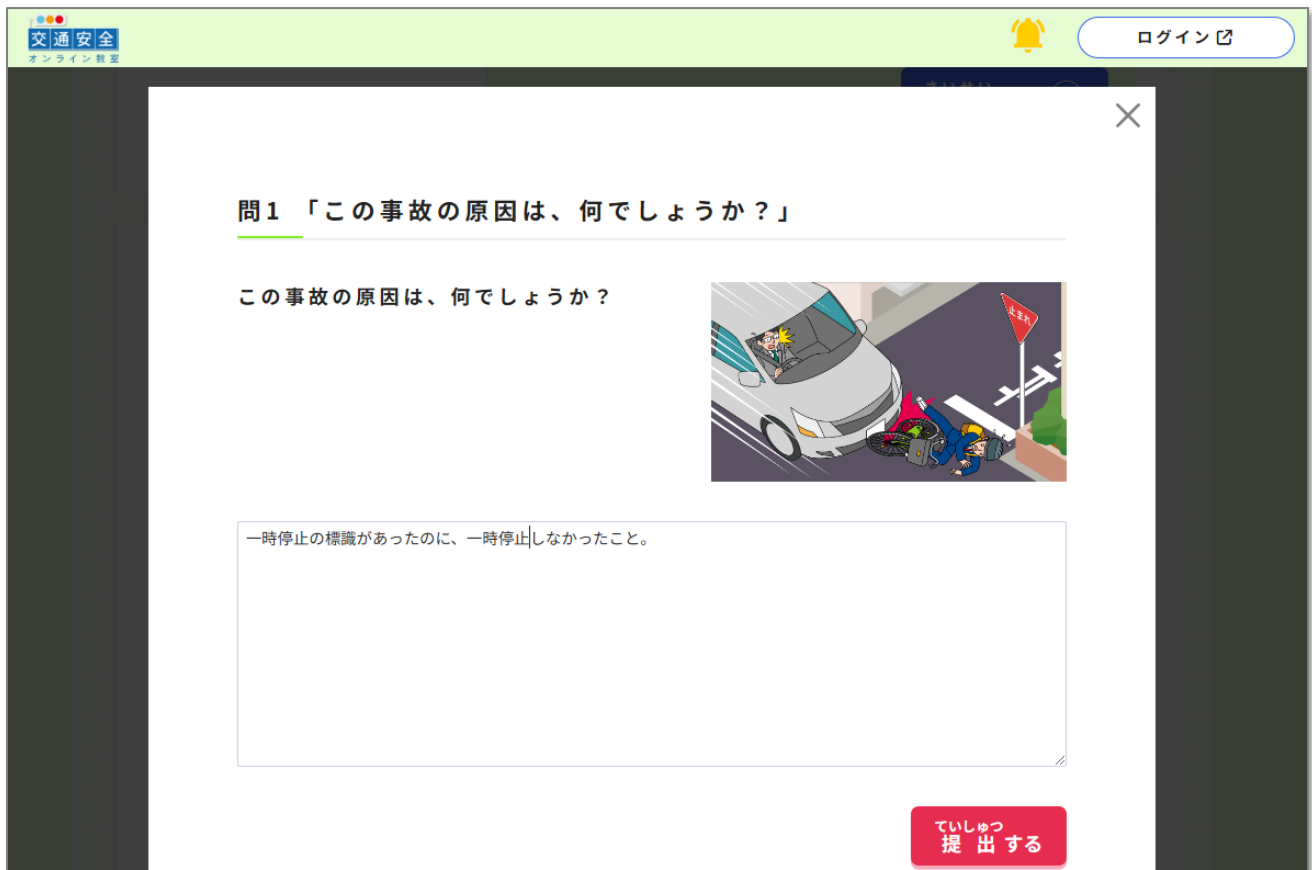 交通安全
オンライン教室
ログイン
問1 「この事故の原因は、何でしょうか？」
この事故の原因は、何でしょうか？
止まれ
一時停止の標識があったのに、一時停止しなかったこと。
ていしゅつ
提出する